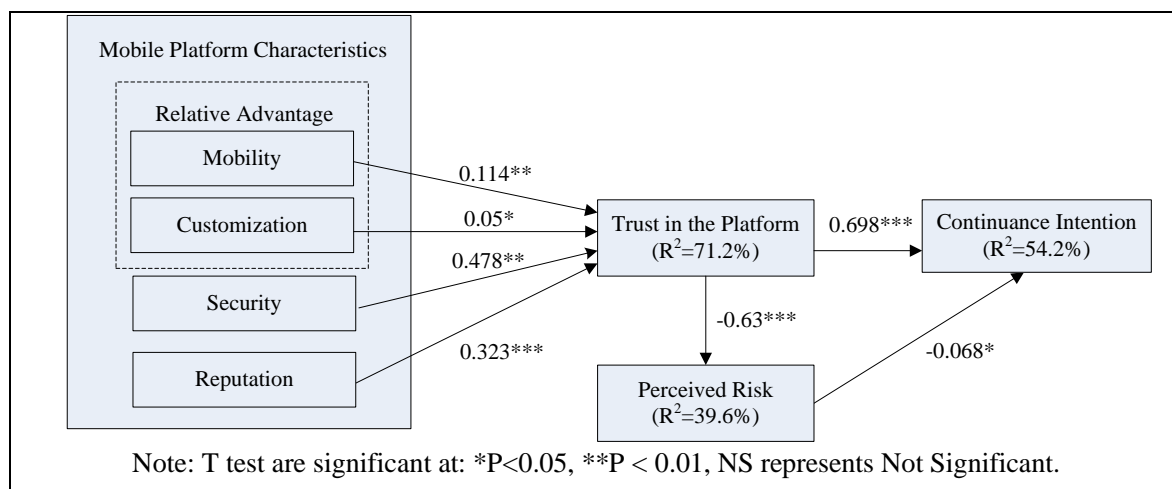 Mobile Platform Characteristics
Relative Advantage
Mobility
Customization
Security
Reputation
0.114**
0.05*
0.478**
0.323***
Trust in the Platform
(R²=71.2%)
0.698***
Continuance Intention
(R²=54.2%)
-0.63***
-0.068*
Perceived Risk
(R²=39.6%)
Note: T test are significant at: *P<0.05, **P < 0.01, NS represents Not Significant.